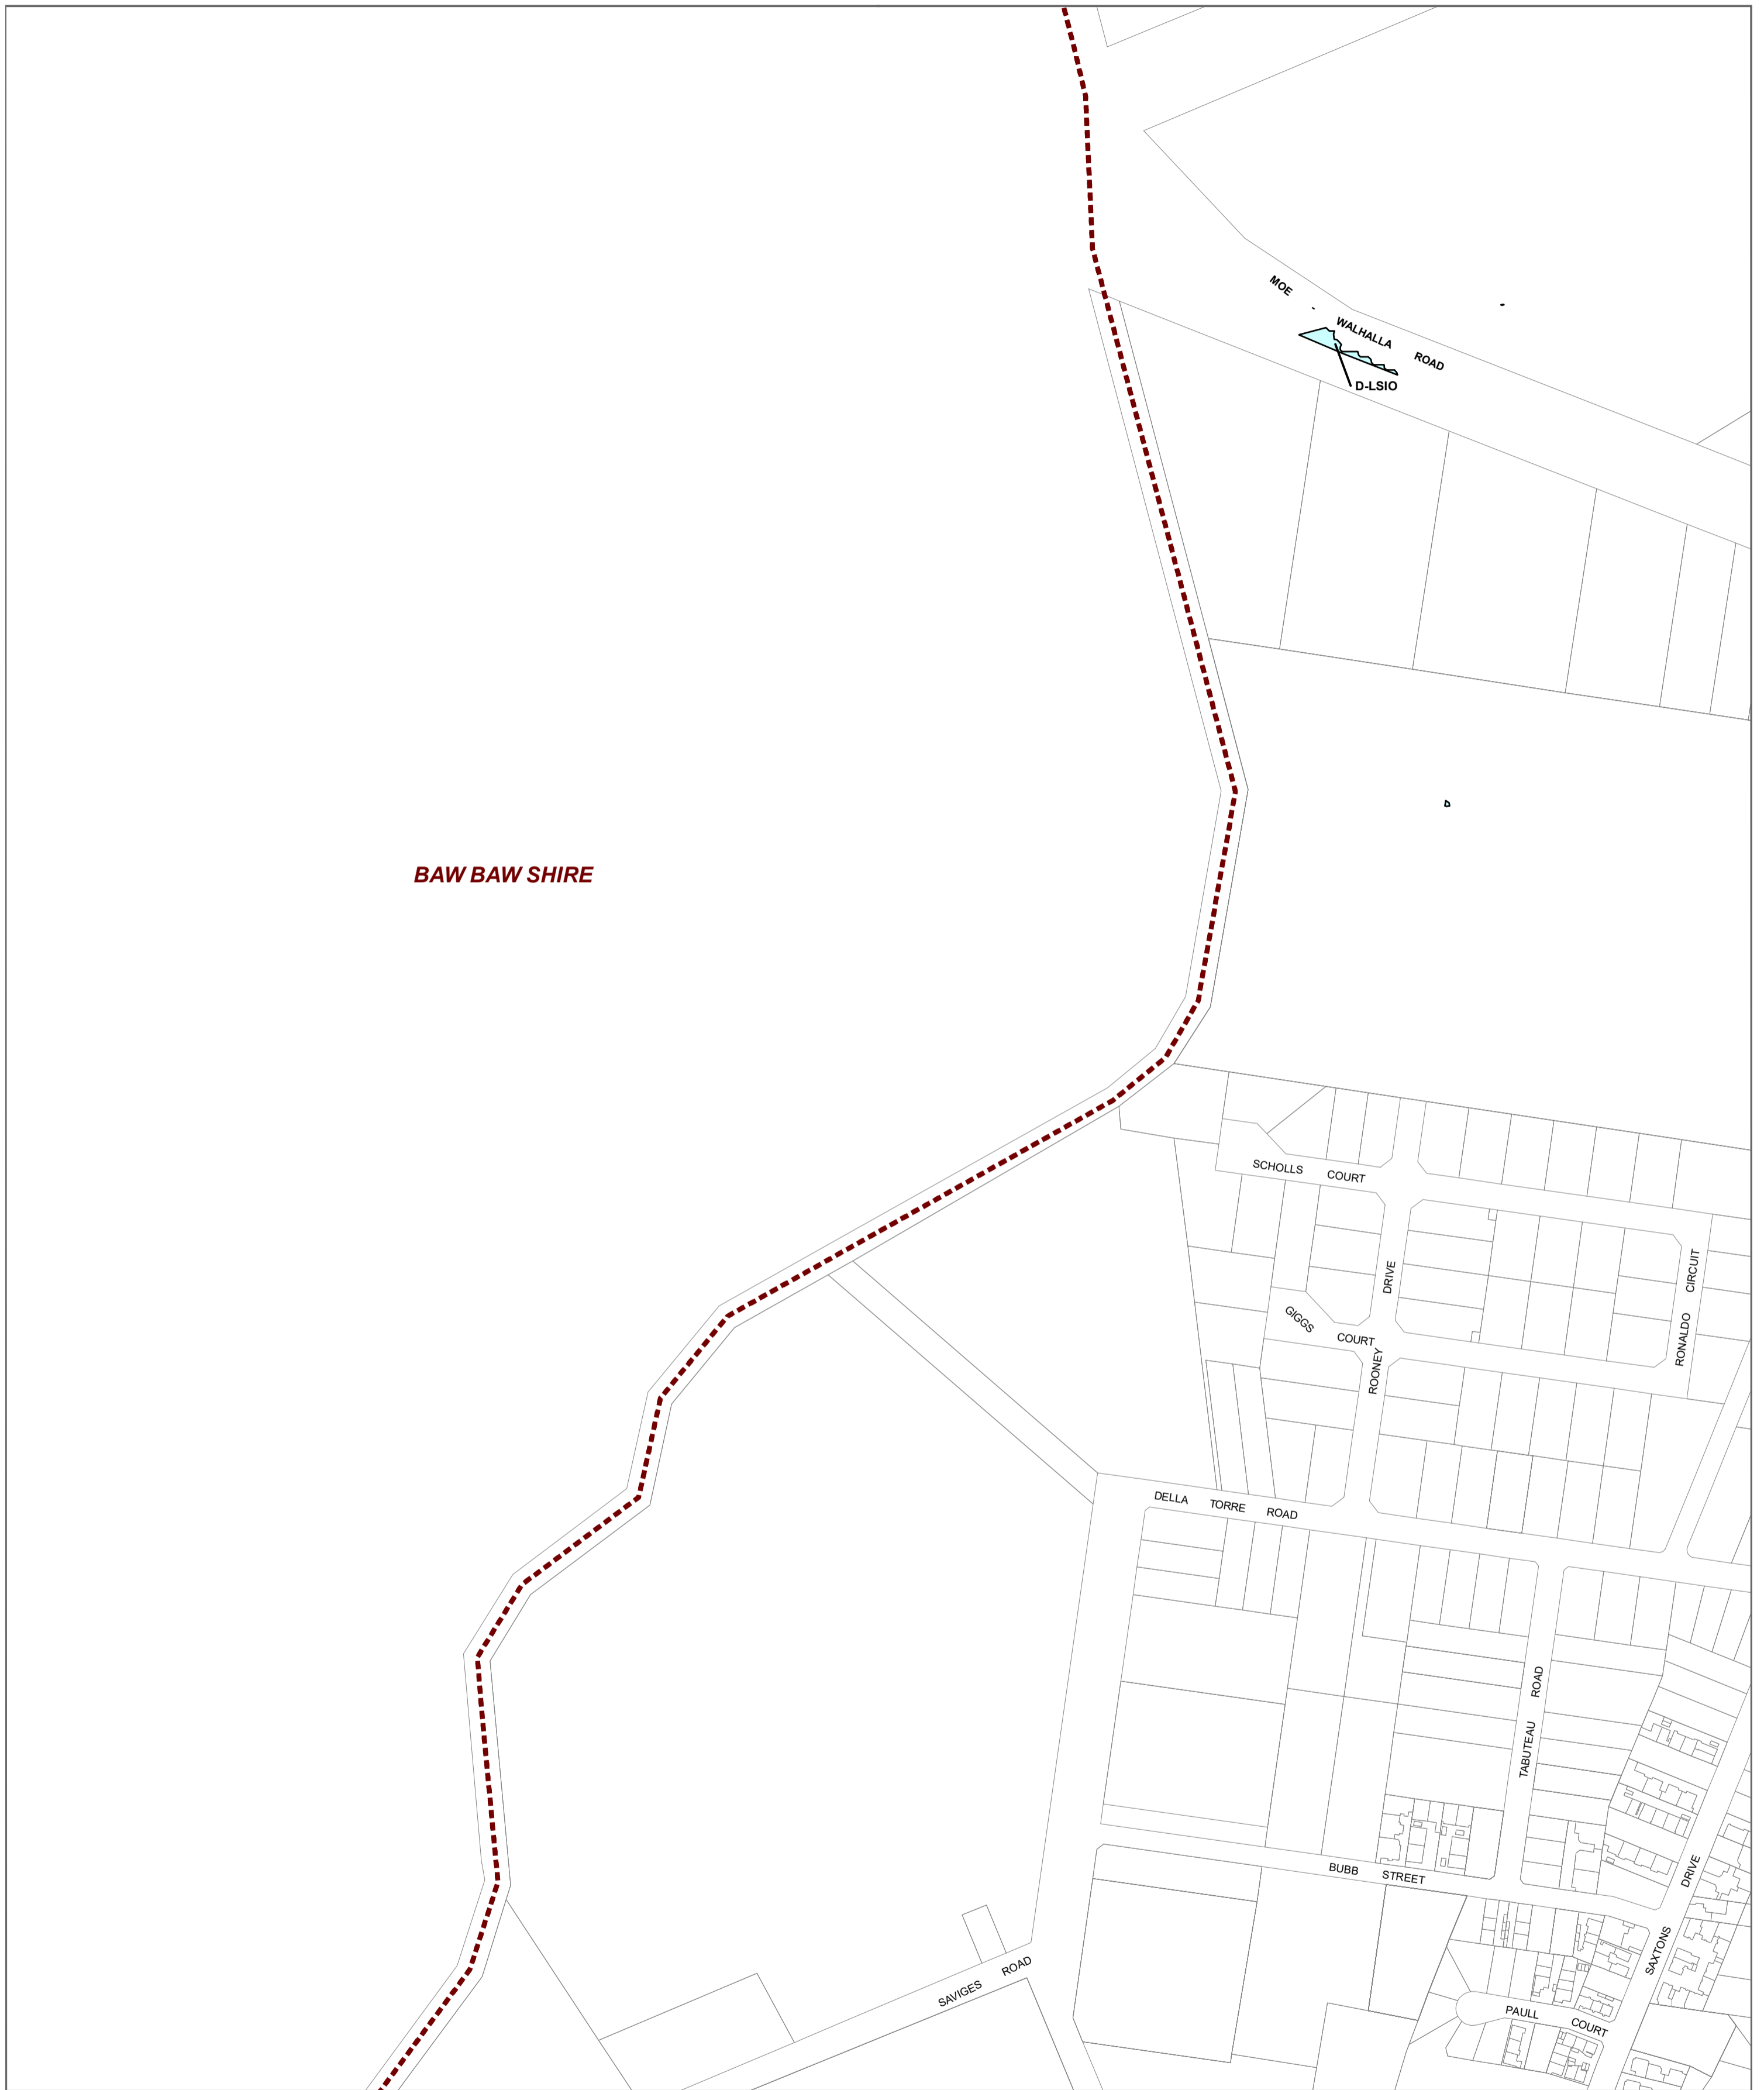 MOE - WALHALLA ROAD
D-LSIO
BAW BAW SHIRE
SCHOLLS COURT
ROONEY DRIVE
GIGGS COURT
RONALDO CIRCUIT
DELLA TORRE ROAD
TABUTEAU ROAD
BUBB STREET
SAXTONS DRIVE
SAVIGES ROAD
PAULL COURT